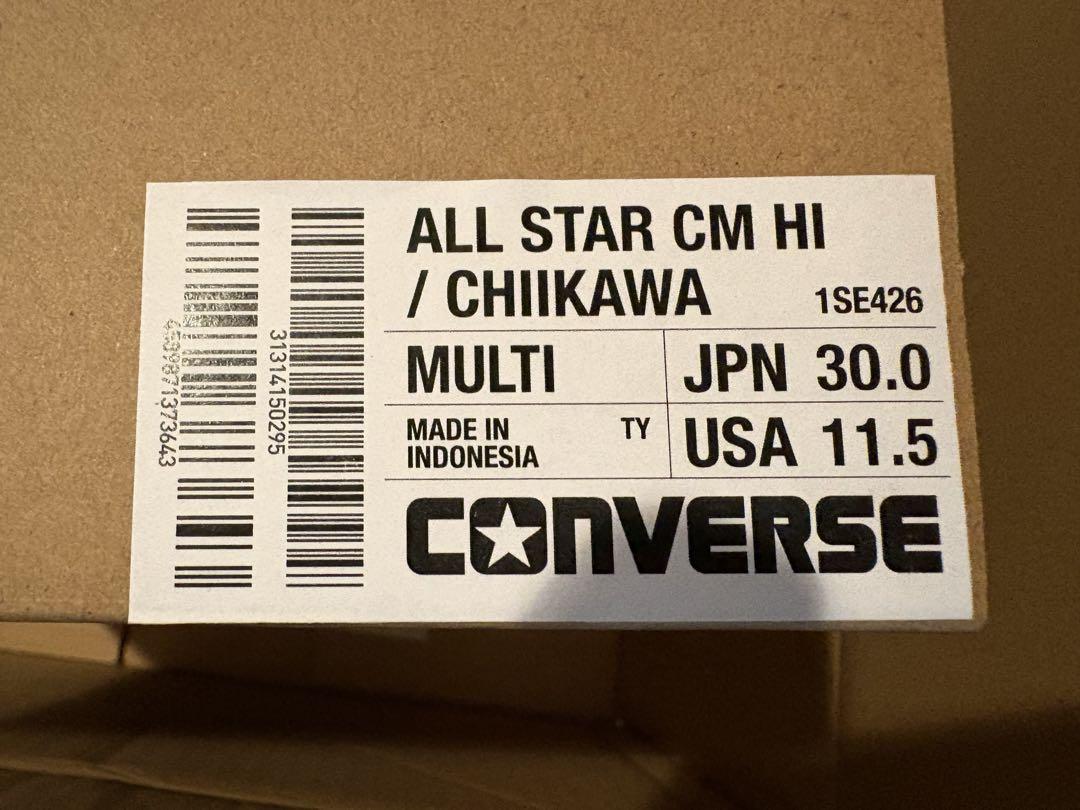 ALL STAR CM HI
/ CHIIKAWA
1SE426
MULTI
JPN 30.0
MADE IN
INDONESIA
TY
USA 11.5
CONVERSE
31314150295